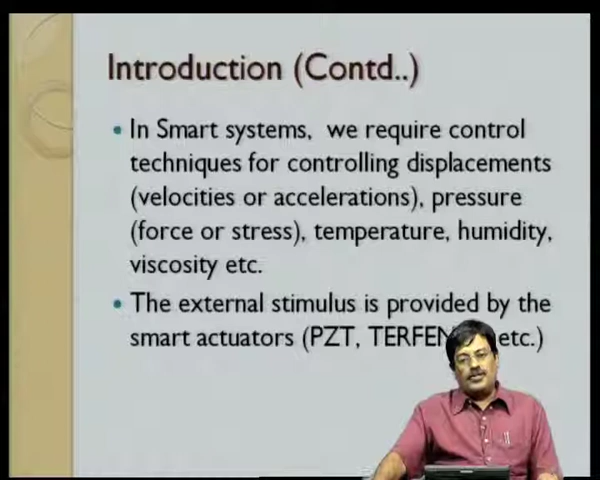 Introduction (Contd..)
• In Smart systems, we require control
techniques for controlling displacements
(velocities or accelerations), pressure
(force or stress), temperature, humidity,
viscosity etc.
• The external stimulus is provided by the
smart actuators (PZT, etc.)